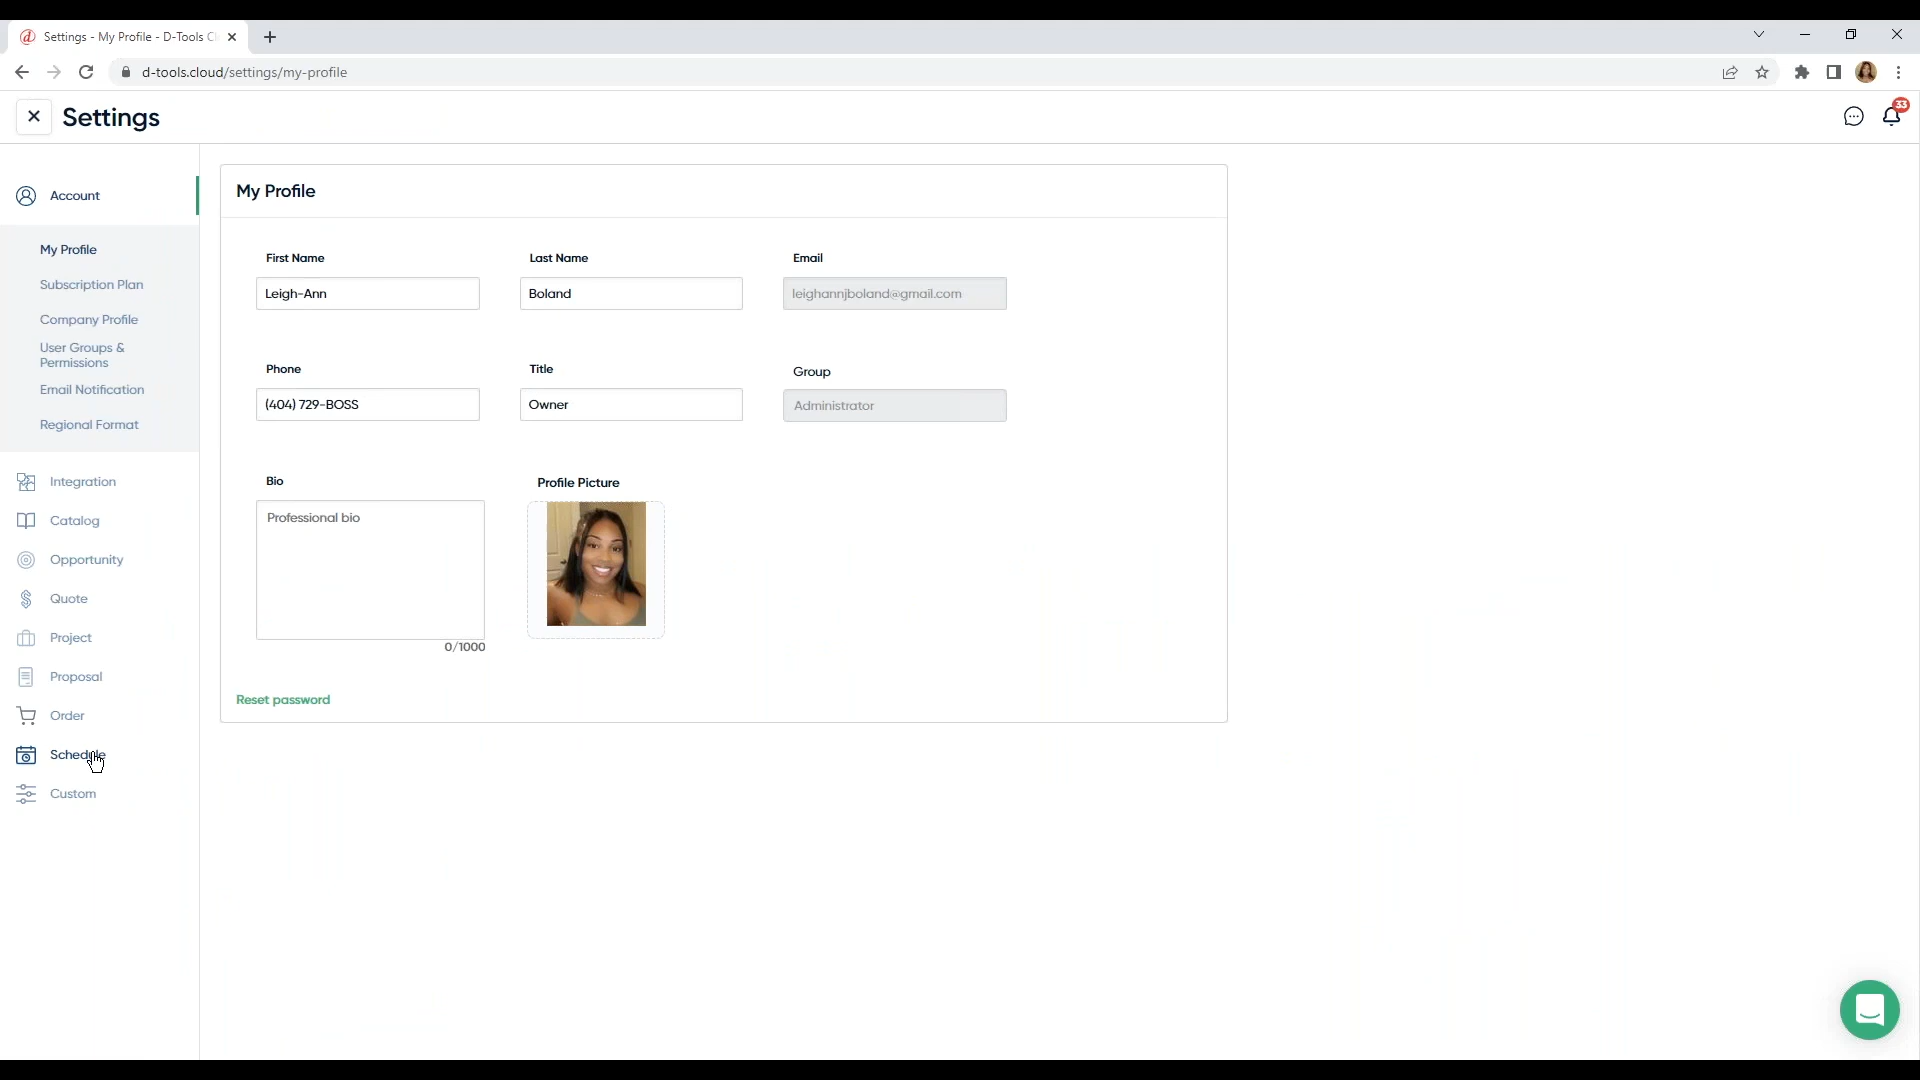 Settings - My Profile - D-Tools Cl
d-tools.cloud/settings/my-profile
Settings
33
Account
My Profile
Subscription Plan
Company Profile
User Groups &
Permissions
Email Notification
Regional Format
Integration
Catalog
Opportunity
Quote
Project
Proposal
Order
Schedule
Custom
My Profile
First Name
Last Name
Email
Leigh-Ann
Boland
leighannjboland@gmail.com
Phone
Title
Group
(404) 729-BOSS
Owner
Administrator
Bio
Profile Picture
Professional bio
0/1000
Reset password